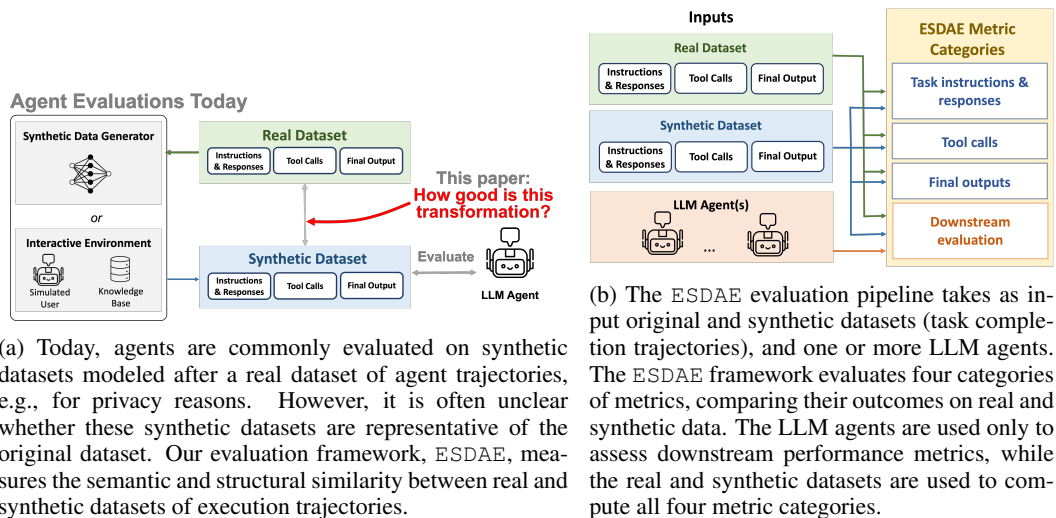 Agent Evaluations Today
Synthetic Data Generator
or
Interactive Environment
Simulated
User
Knowledge
Base
Real Dataset
Instructions
& Responses
Tool Calls
Final Output
This paper:
How good is this
transformation?
Synthetic Dataset
Instructions
& Responses
Tool Calls
Final Output
Evaluate
LLM Agent
(a) Today, agents are commonly evaluated on synthetic
datasets modeled after a real dataset of agent trajectories,
e.g., for privacy reasons. However, it is often unclear
whether these synthetic datasets are representative of the
original dataset. Our evaluation framework, ESDAE, mea-
sures the semantic and structural similarity between real and
synthetic datasets of execution trajectories.
Inputs
Real Dataset
Instructions
& Responses
Tool Calls
Final Output
Synthetic Dataset
Instructions
& Responses
Tool Calls
Final Output
LLM Agent(s)
...
ESDAE Metric
Categories
Task instructions &
responses
Tool calls
Final outputs
Downstream
evaluation
(b) The ESDAE evaluation pipeline takes as in-
put original and synthetic datasets (task comple-
tion trajectories), and one or more LLM agents.
The ESDAE framework evaluates four categories
of metrics, comparing their outcomes on real and
synthetic data. The LLM agents are used only to
assess downstream performance metrics, while
the real and synthetic datasets are used to com-
pute all four metric categories.